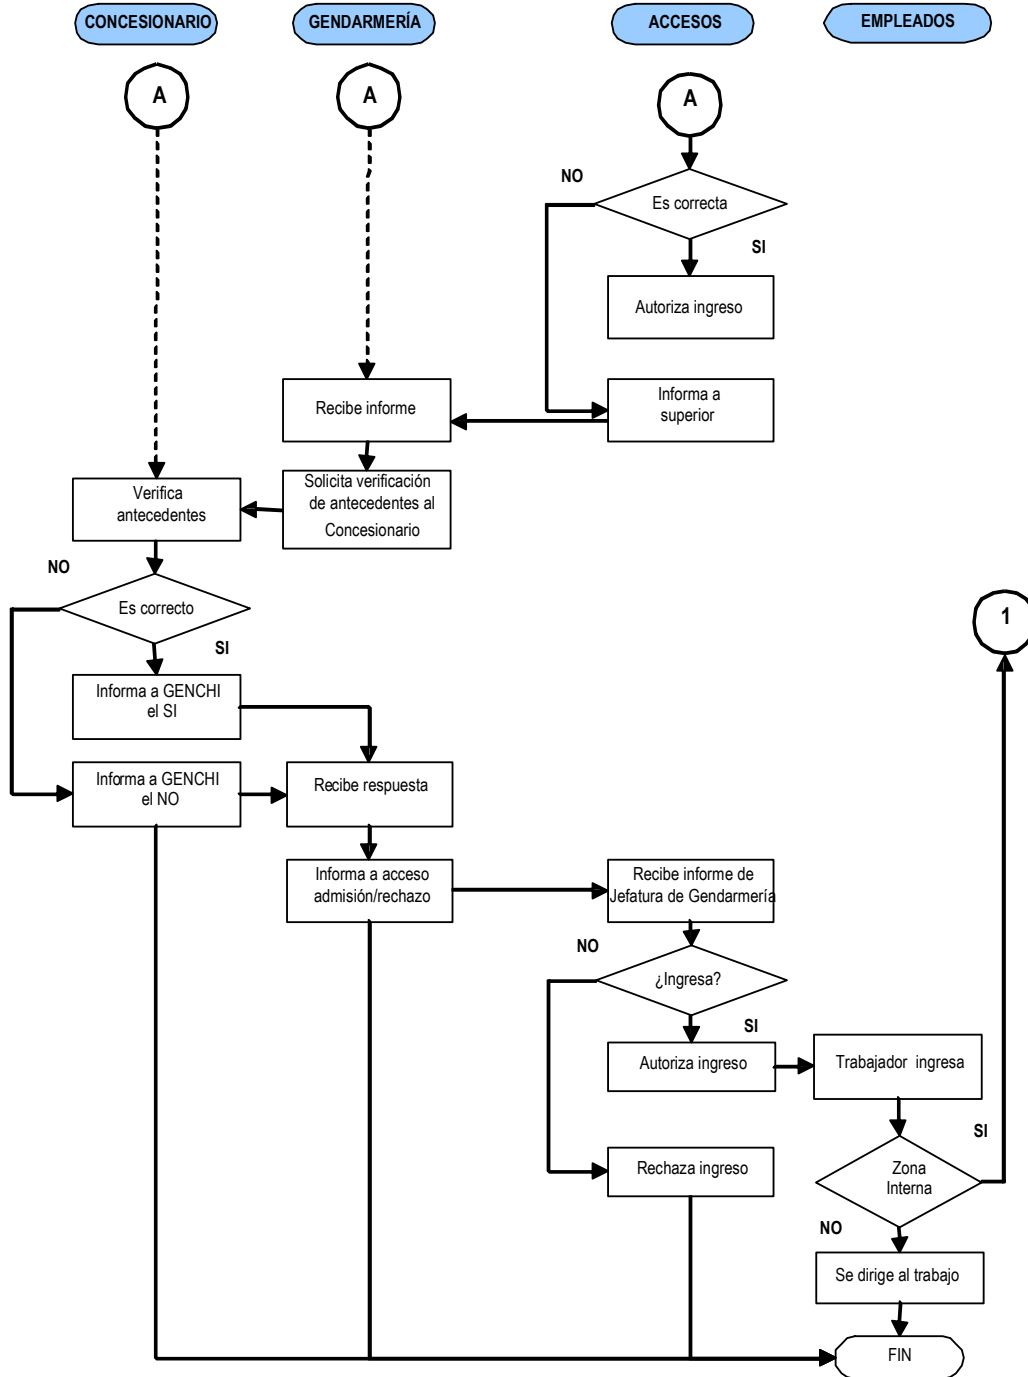 CONCESIONARIO
GENDARMERÍA
ACCESOS
EMPLEADOS
A
A
A
NO
Es correcta
SI
Autoriza ingreso
Recibe informe
Informa a
superior
Solicita verificación
de antecedentes al
Concesionario
Verifica
antecedentes
NO
Es correcto
SI
1
Informa a GENCHI
el SI
Informa a GENCHI
el NO
Recibe respuesta
Informa a acceso
admisión/rechazo
Recibe informe de
Jefatura de Gendarmería
NO
¿Ingresa?
SI
Autoriza ingreso
Trabajador ingresa
SI
Rechaza ingreso
Zona
Interna
NO
Se dirige al trabajo
FIN